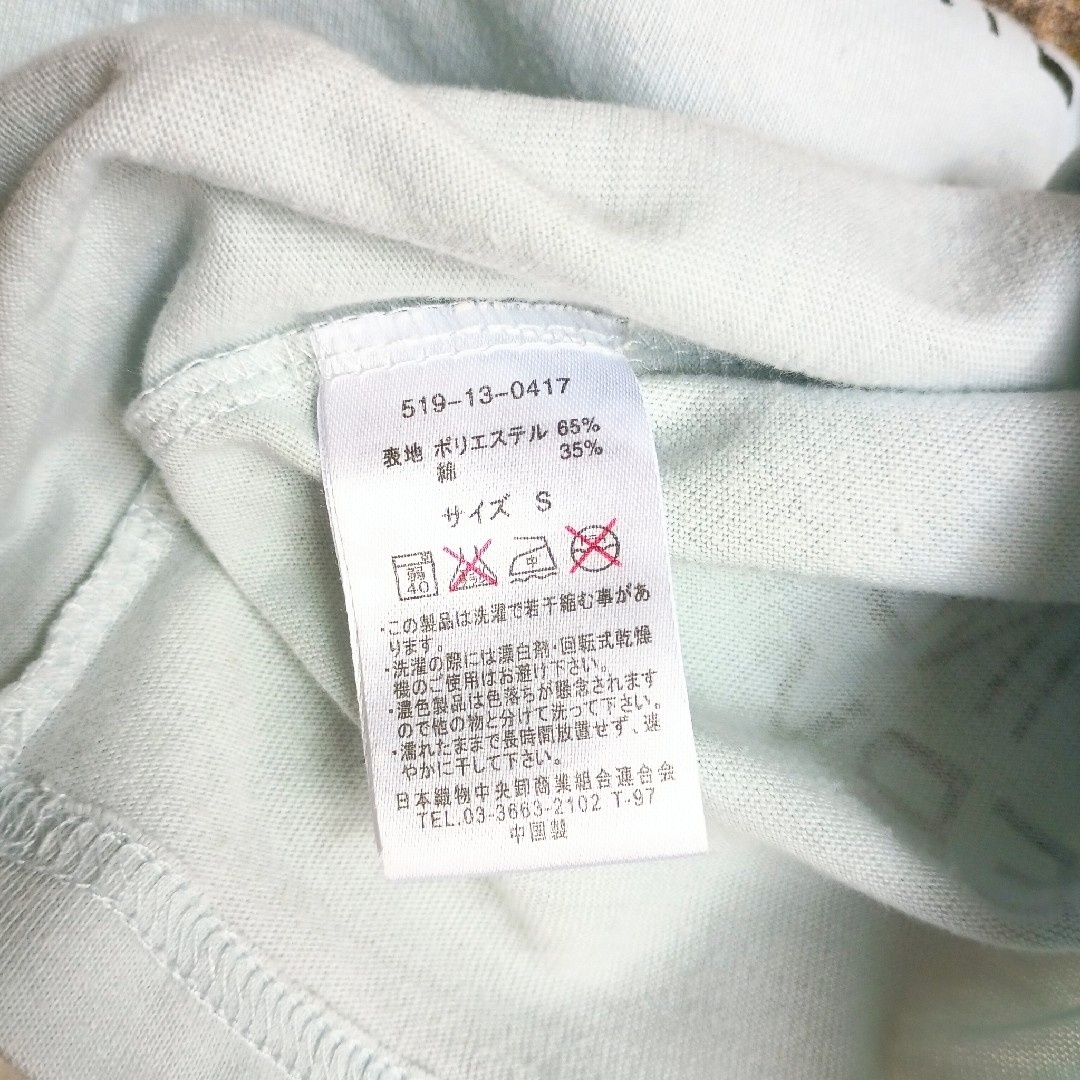 519-13-0417
表地 ポリエステル 65%
綿 35%
サイズ S
弱 40 中
・この製品は洗濯で若干縮む事があ
ります。
・洗濯の際には漂白剤・回転式乾燥
機のご使用はお避け下さい。
・濃色製品は色落ちが懸念されます
ので他の物と分けて洗って下さい。
・濡れたままで長時間放置せず、速
やかに干して下さい。
日本織物中央卸商業組合連合会
TEL.03-3663-2102 T-97
中国製